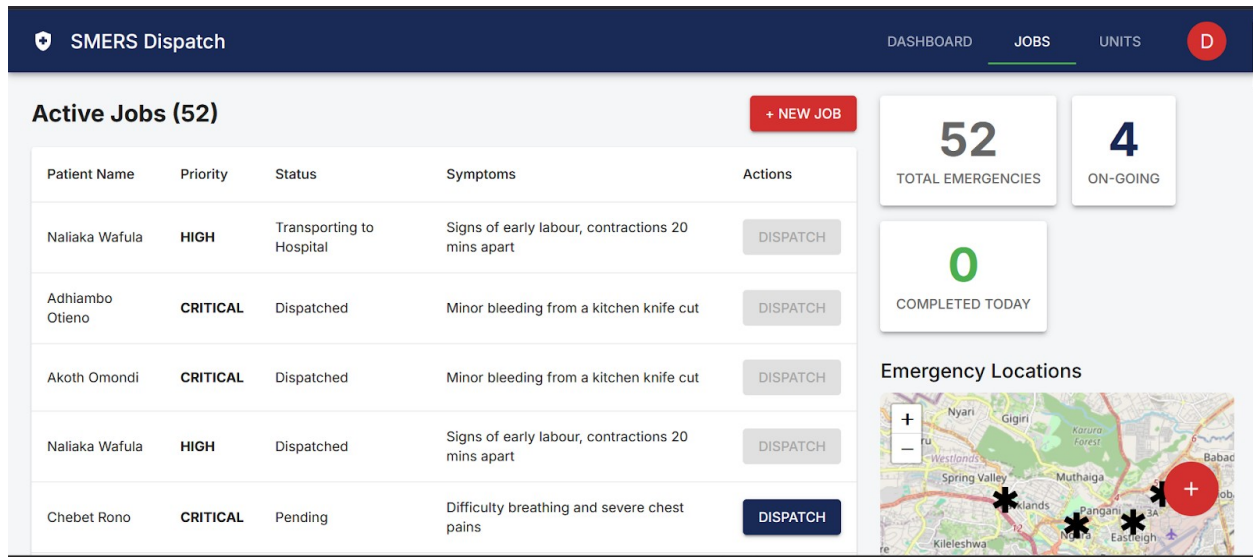 SMERS Dispatch
DASHBOARD
JOBS
UNITS
D
Active Jobs (52)
+ NEW JOB
Patient Name
Priority
Status
Symptoms
Actions
Naliaka Wafula
HIGH
Transporting to
Hospital
Signs of early labour, contractions 20
mins apart
DISPATCH
Adhiambo
Otieno
CRITICAL
Dispatched
Minor bleeding from a kitchen knife cut
DISPATCH
Akoth Omondi
CRITICAL
Dispatched
Minor bleeding from a kitchen knife cut
DISPATCH
Naliaka Wafula
HIGH
Dispatched
Signs of early labour, contractions 20
mins apart
DISPATCH
Chebet Rono
CRITICAL
Pending
Difficulty breathing and severe chest
pains
DISPATCH
52
TOTAL EMERGENCIES
4
ON-GOING
0
COMPLETED TODAY
Emergency Locations
+
−
Nyari
Gigiri
Karura
Forest
Westlands
Babad
Spring Valley
Muthaiga
+
Pangani
3A
Eastleigh
Kileleshwa